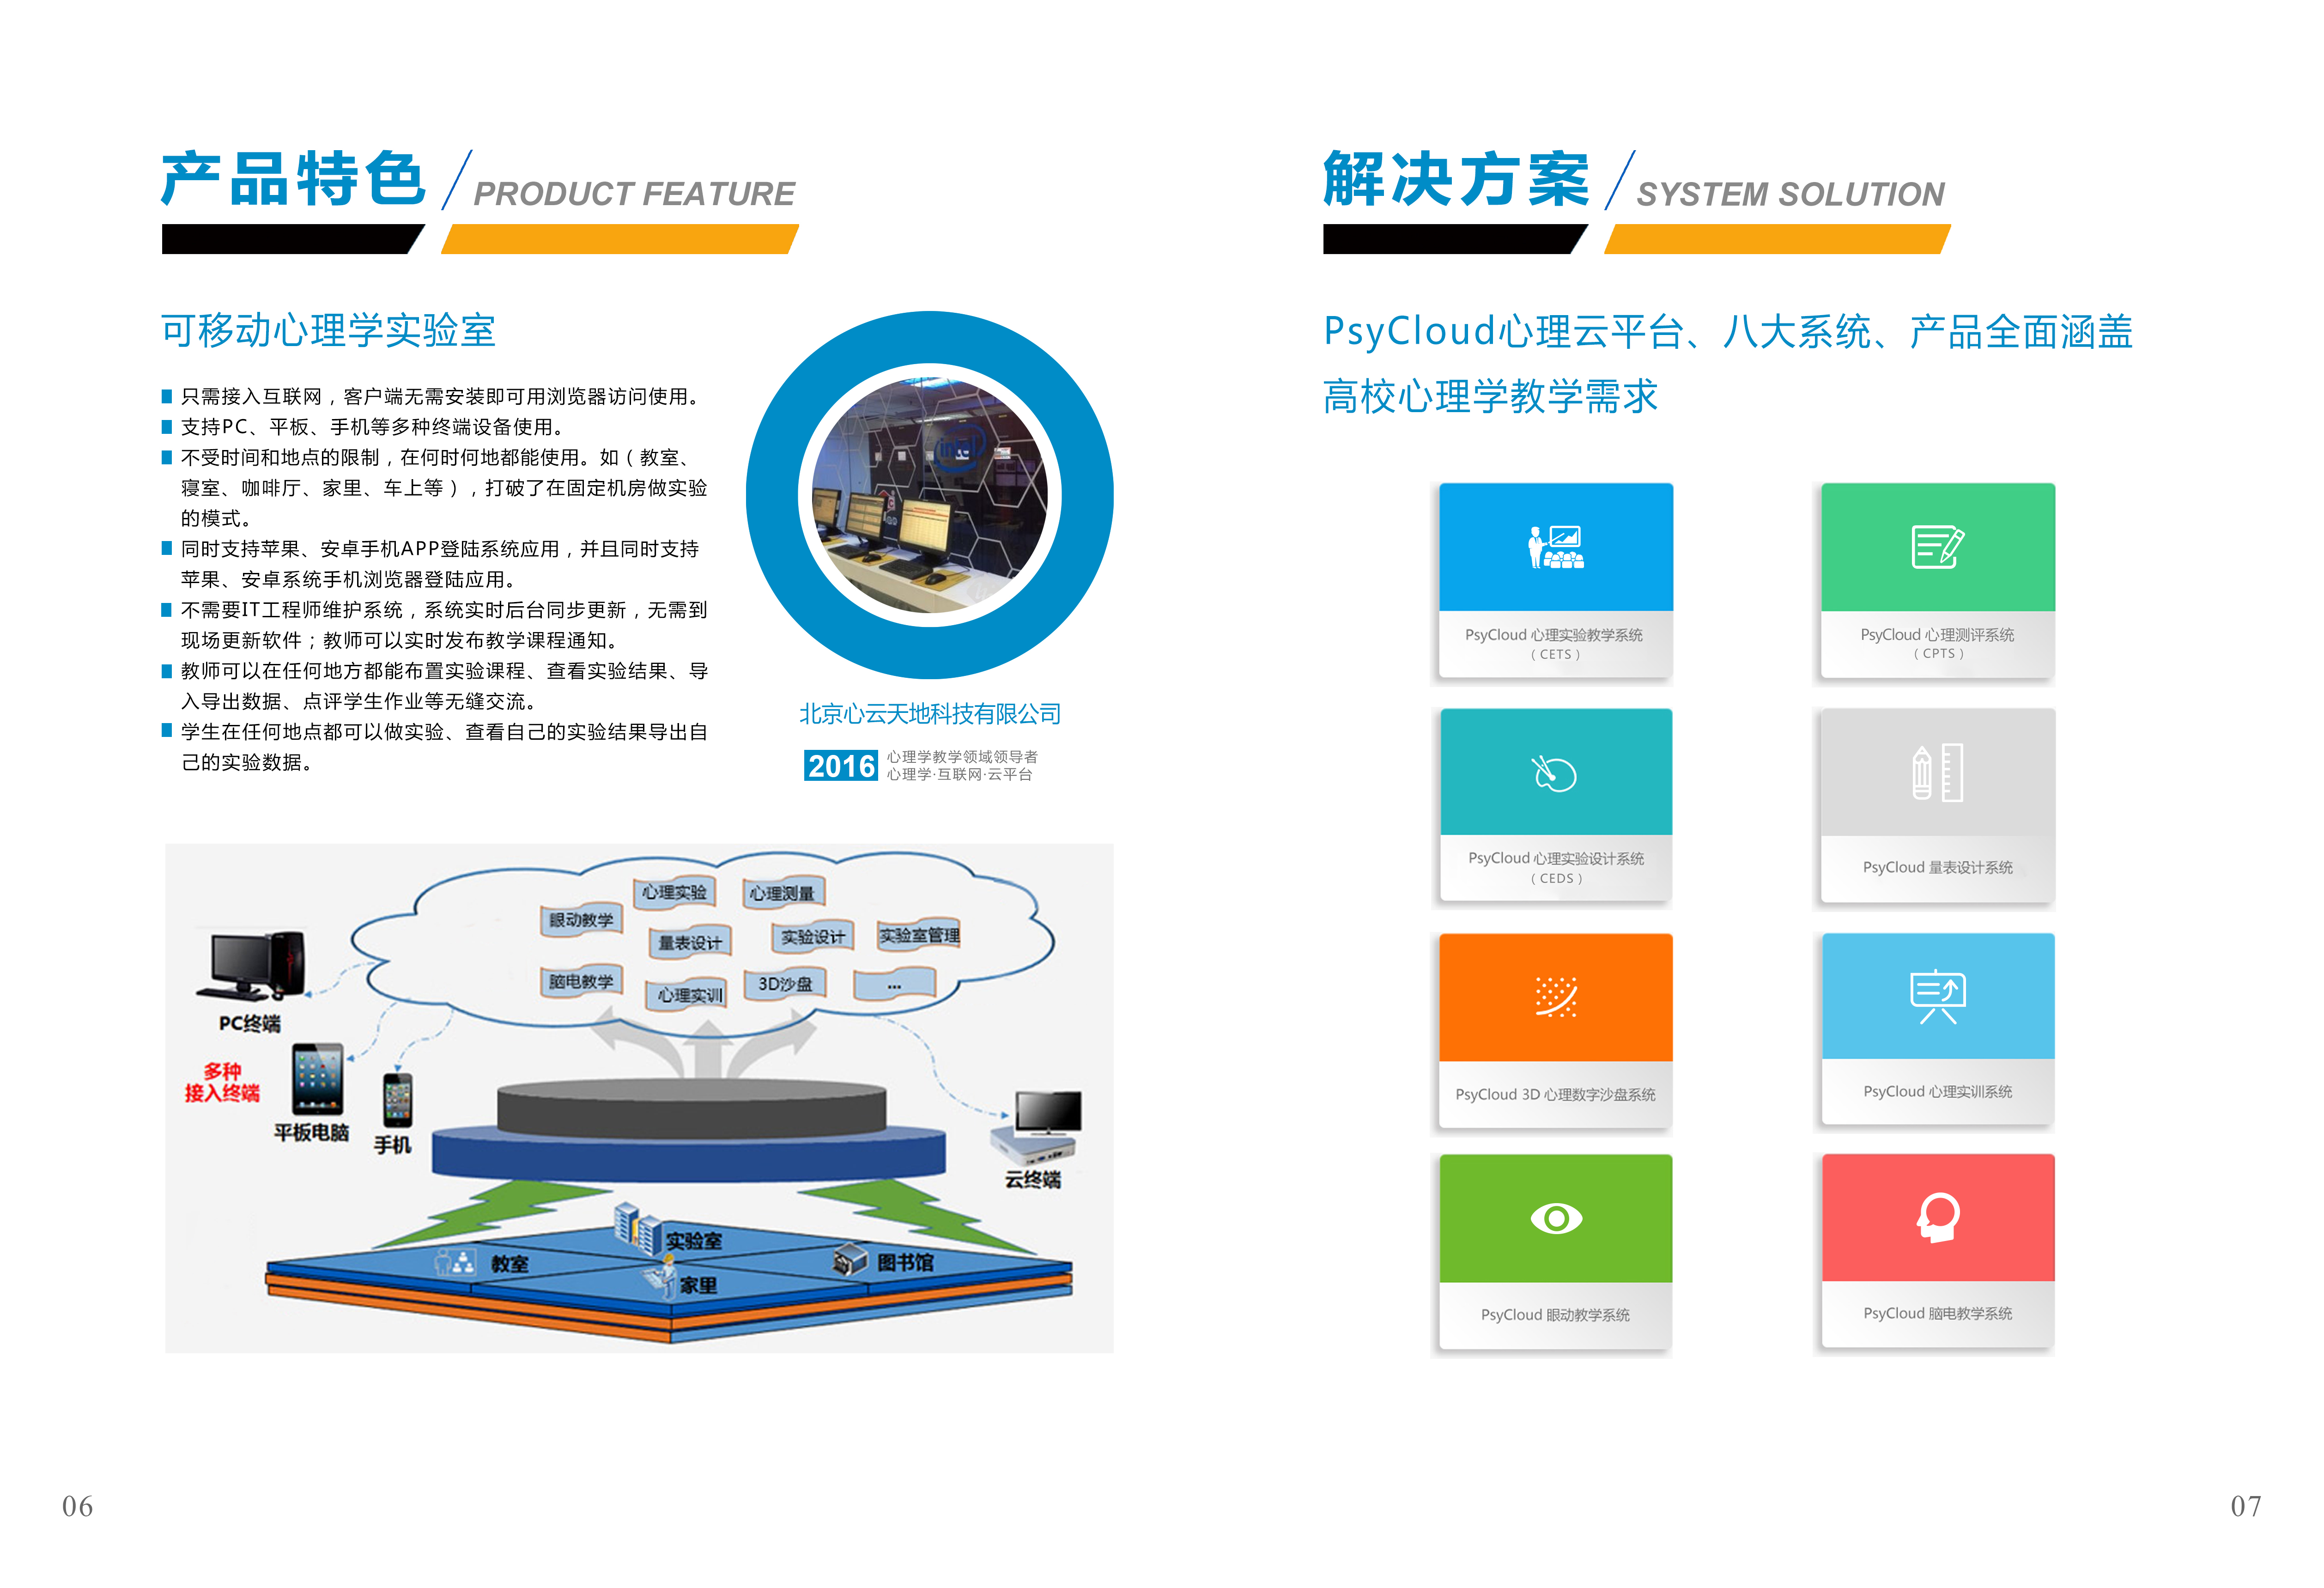 产品特色
PRODUCT FEATURE
可移动心理学实验室
只需接入互联网，客户端无需安装即可用浏览器访问使用。
支持PC、平板、手机等多种终端设备使用。
不受时间和地点的限制，在何时何地都能使用。如（教室、
寝室、咖啡厅、家里、车上等），打破了在固定机房做实验
的模式。
同时支持苹果、安卓手机APP登陆系统应用，并且同时支持
苹果、安卓系统手机浏览器登陆应用。
不需要IT工程师维护系统，系统实时后台同步更新，无需到
现场更新软件；教师可以实时发布教学课程通知。
教师可以在任何地方都能布置实验课程、查看实验结果、导
入导出数据、点评学生作业等无缝交流。
学生在任何地点都可以做实验、查看自己的实验结果导出自
己的实验数据。
intel
北京心云天地科技有限公司
2016
心理学教学领域领导者
心理学·互联网·云平台
心理实验
心理测量
眼动教学
量表设计
实验设计
实验室管理
脑电教学
心理实训
3D沙盘
...
PC终端
多种
接入终端
平板电脑
手机
云终端
实验室
教室
图书馆
家里
06
解决方案
SYSTEM SOLUTION
PsyCloud心理云平台、八大系统、产品全面涵盖
高校心理学教学需求
PsyCloud 心理实验教学系统
（CETS）
PsyCloud 心理测评系统
（CPTS）
PsyCloud 心理实验设计系统
（CEDS）
PsyCloud 量表设计系统
PsyCloud 3D 心理数字沙盘系统
PsyCloud 心理实训系统
PsyCloud 眼动教学系统
PsyCloud 脑电教学系统
07